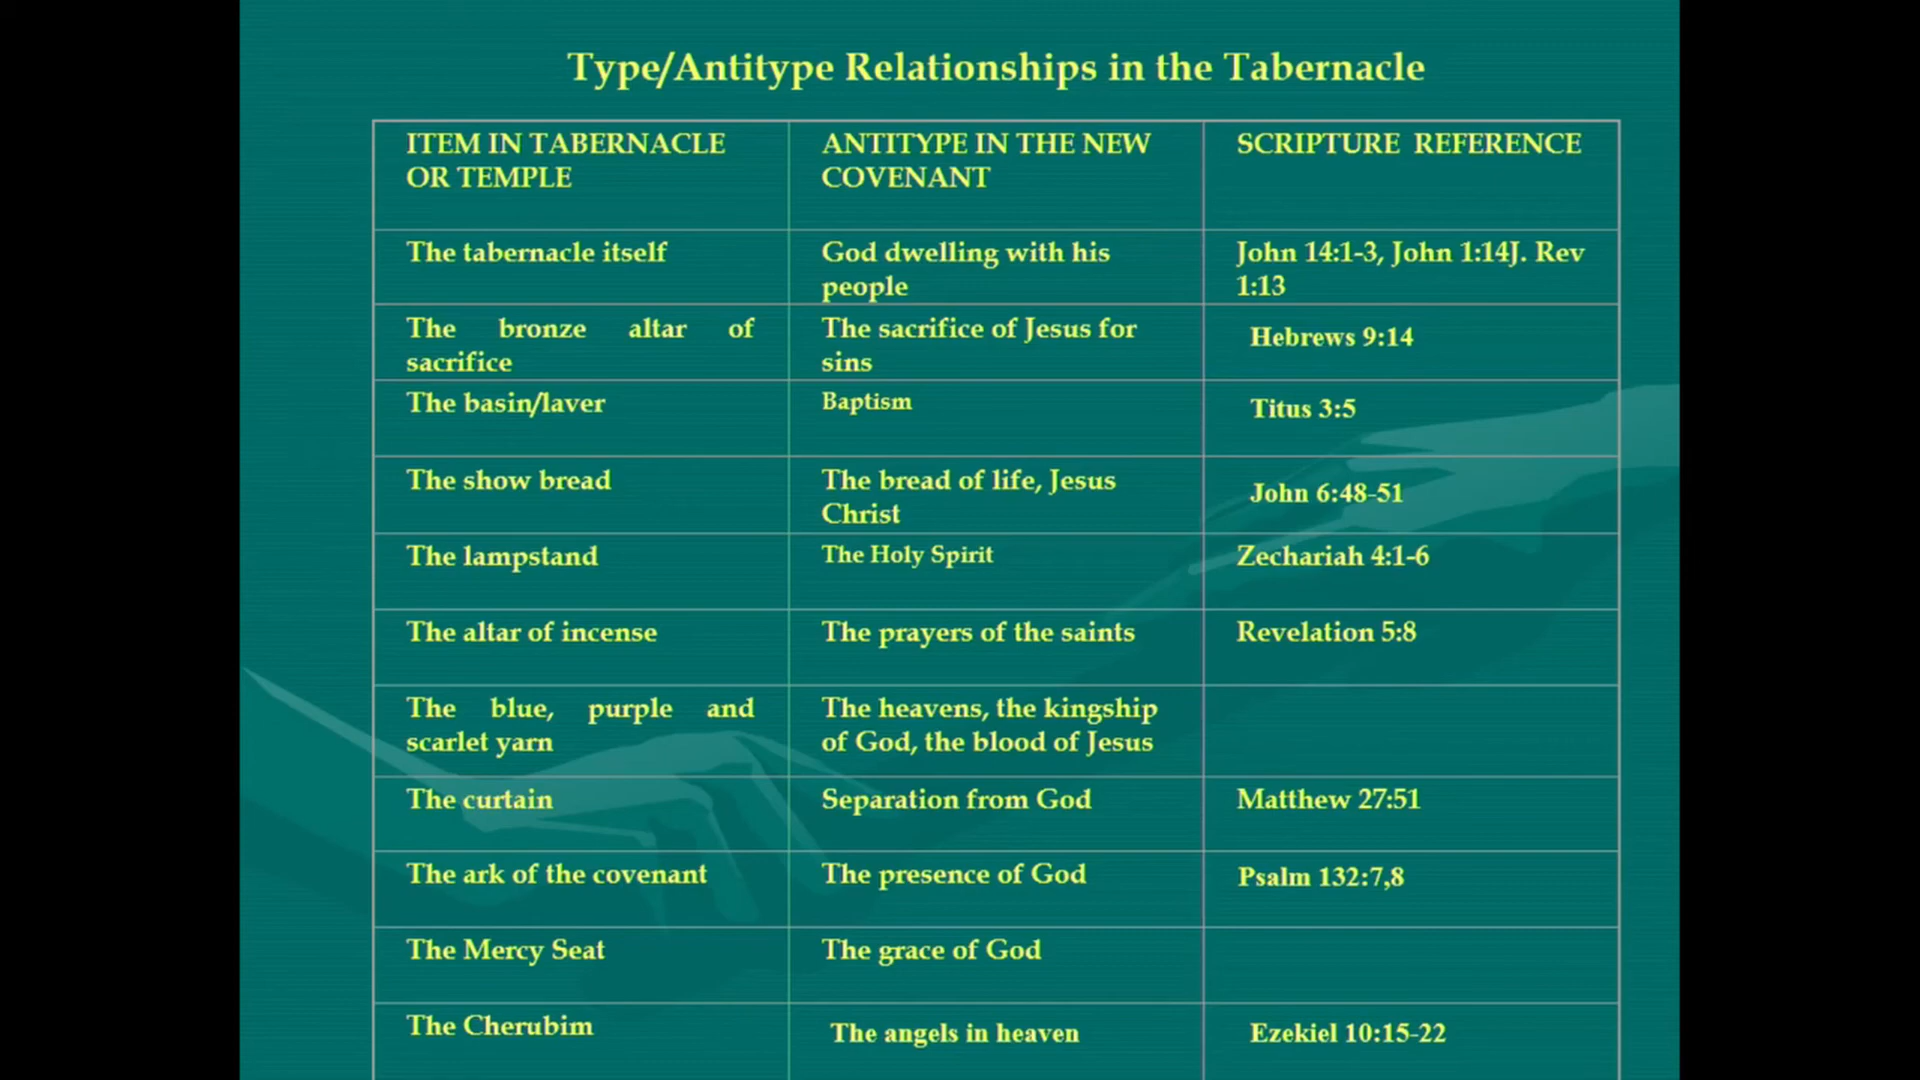 Type/Antitype Relationships in the Tabernacle
ITEM IN TABERNACLE
OR TEMPLE
ANTITYPE IN THE NEW
COVENANT
SCRIPTURE REFERENCE
The tabernacle itself
God dwelling with his
people
John 14:1-3, John 1:14J. Rev
1:13
The bronze altar of
sacrifice
The sacrifice of Jesus for
sins
Hebrews 9:14
The basin/laver
Baptism
Titus 3:5
The show bread
The bread of life, Jesus
Christ
John 6:48-51
The lampstand
The Holy Spirit
Zechariah 4:1-6
The altar of incense
The prayers of the saints
Revelation 5:8
The blue, purple and
scarlet yarn
The heavens, the kingship
of God, the blood of Jesus
The curtain
Separation from God
Matthew 27:51
The ark of the covenant
The presence of God
Psalm 132:7,8
The Mercy Seat
The grace of God
The Cherubim
The angels in heaven
Ezekiel 10:15-22